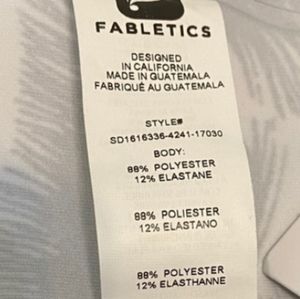 FABLETICS
DESIGNED
IN CALIFORNIA
MADE IN GUATEMALA
FABRIQUÉ AU GUATEMALA
STYLE#
SD1616336-4241-17030
BODY:
88% POLYESTER
12% ELASTANE
88% POLIESTER
12% ELASTANO
88% POLYESTER
12% ELASTHANNE